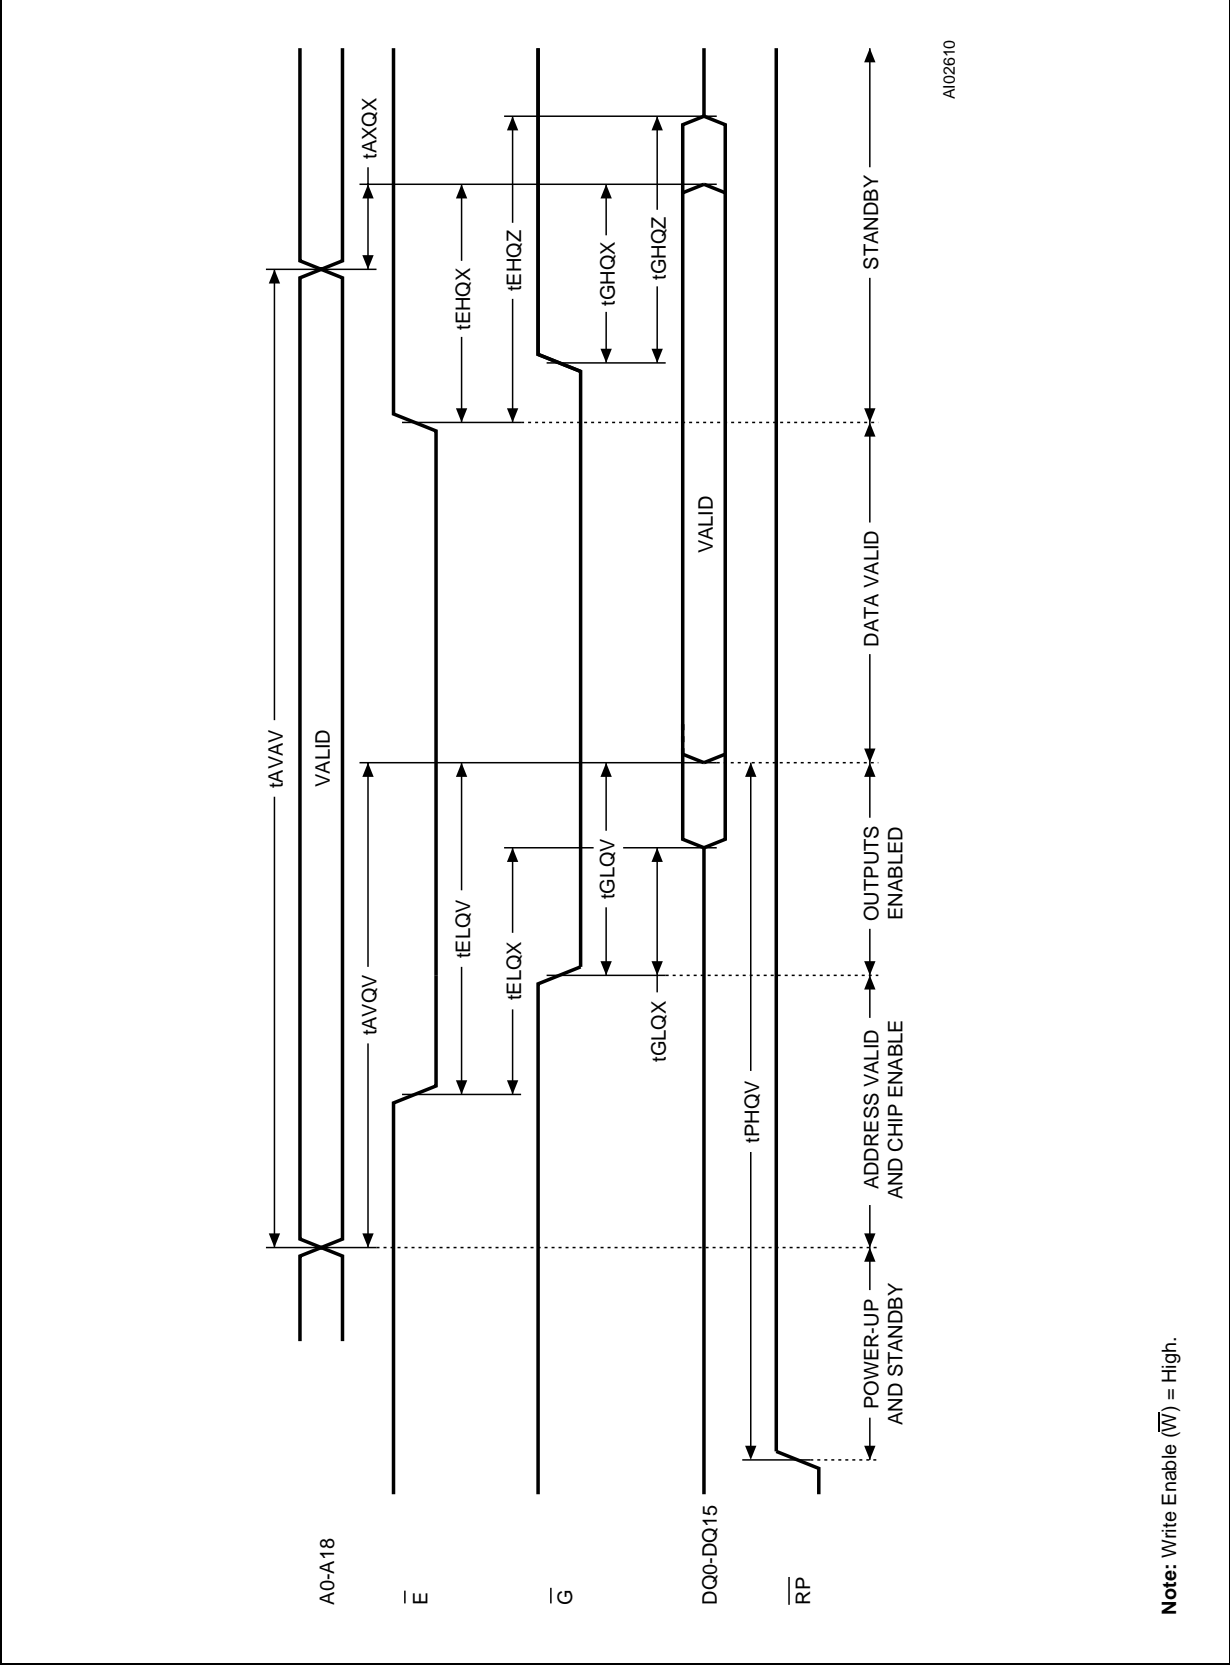 tAVAV
A0-A18
VALID
tAVQV
tAXQX
E
tELQV
tEHQX
tELQX
tEHQZ
G
tGLQV
tGHQX
tGLQX
tGHQZ
DQ0-DQ15
VALID
tPHQV
RP
POWER-UP
AND STANDBY
ADDRESS VALID
AND CHIP ENABLE
OUTPUTS
ENABLED
DATA VALID
STANDBY
AI02610
Note: Write Enable (W) = High.